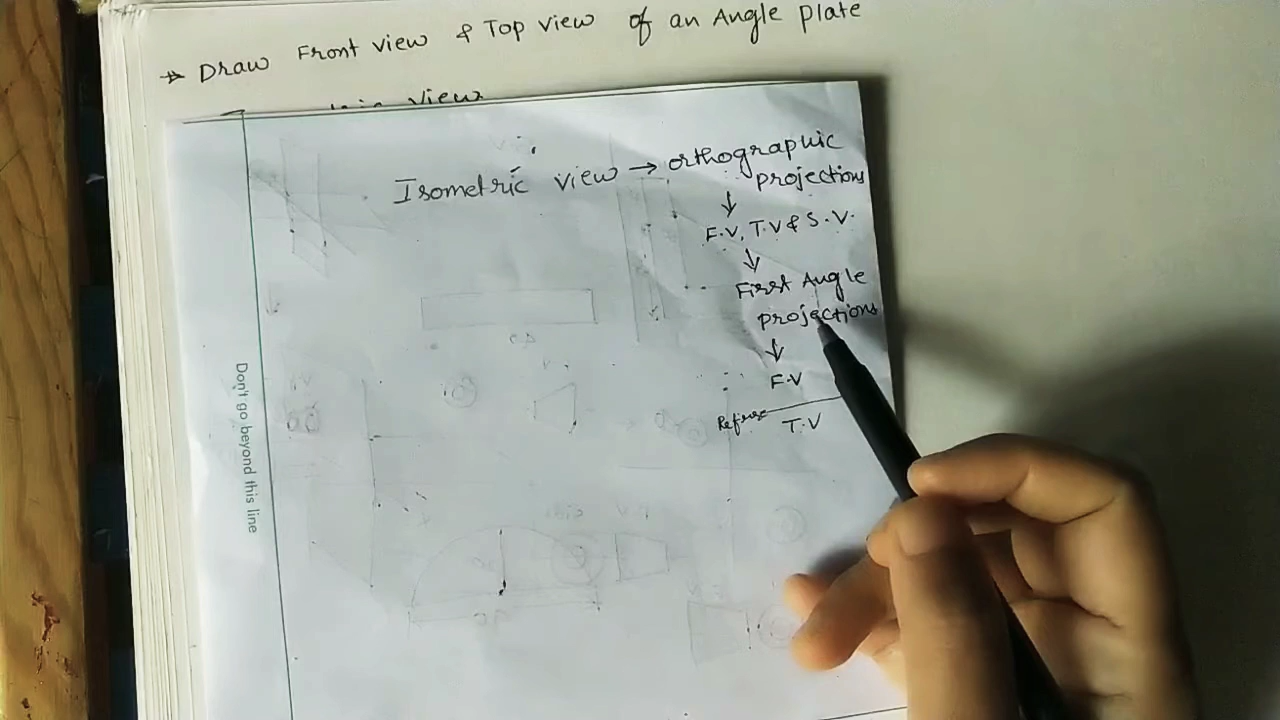 → Draw Front view & Top view of an Angle plate
view
Isometric view → orthographic
projections
↓
F.V, T.V & S.V.
↓
First Angle
projections
↓
F.V
T.V
Don't go beyond this line